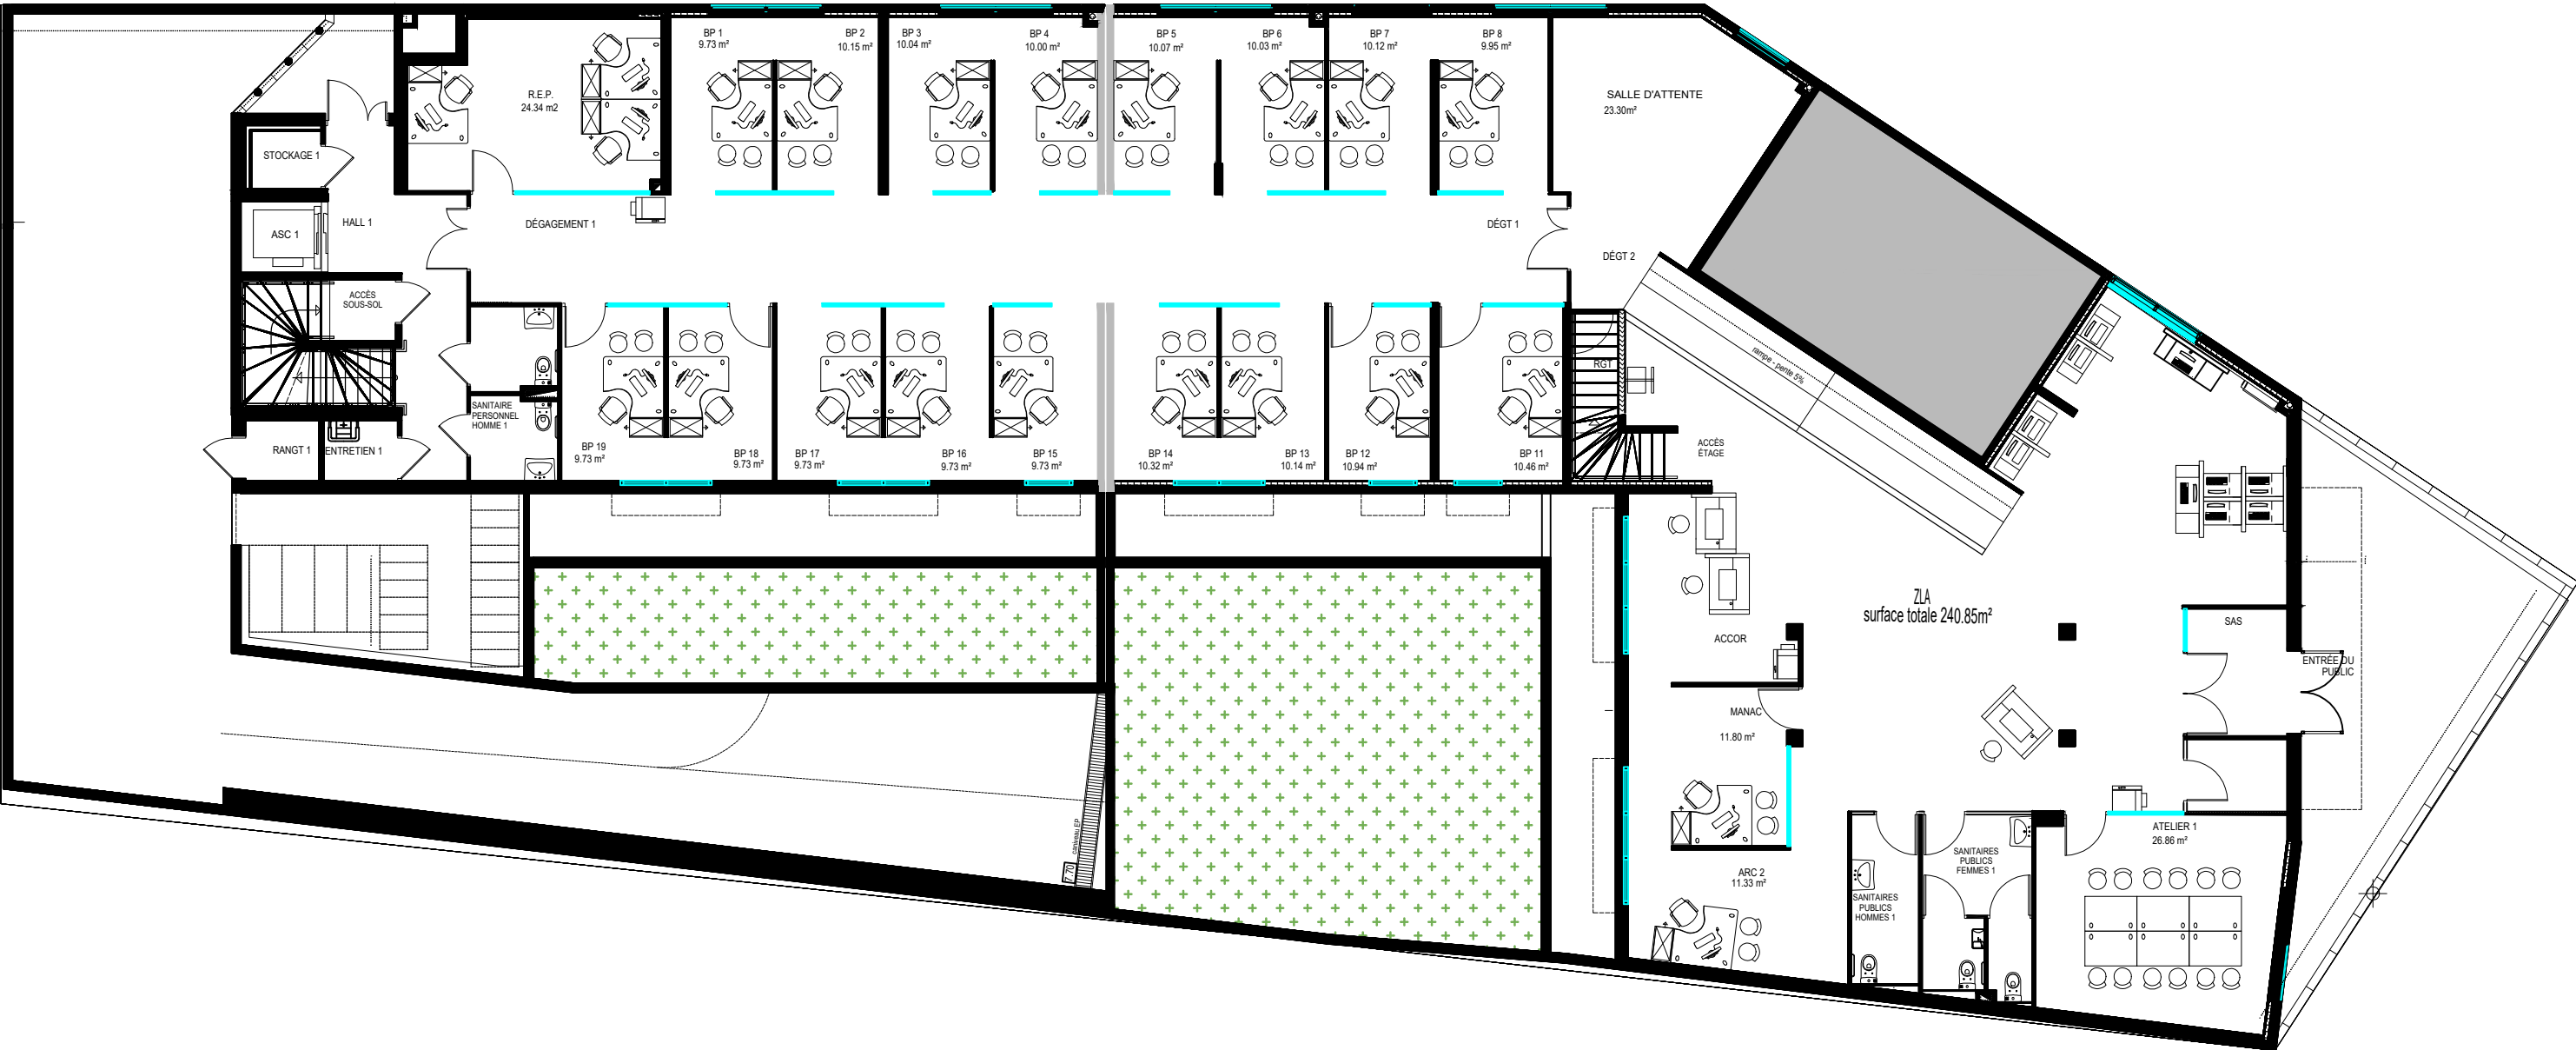 BP 1
9.73 m²
BP 2
10.15 m²
BP 3
10.04 m²
BP 4
10.00 m²
BP 5
10.07 m²
BP 6
10.03 m²
BP 7
10.12 m²
BP 8
9.95 m²
R.E.P.
24.34 m2
SALLE D'ATTENTE
23.30m²
STOCKAGE 1
HALL 1
ASC 1
DÉGAGEMENT 1
DÉGT 1
DÉGT 2
ACCÈS
SOUS-SOL
RGT
rampe - pente 5%
SANITAIRE
PERSONNEL
HOMME 1
RANGT 1
ENTRETIEN 1
BP 19
9.73 m²
BP 18
9.73 m²
BP 17
9.73 m²
BP 16
9.73 m²
BP 15
9.73 m²
BP 14
10.32 m²
BP 13
10.14 m²
BP 12
10.94 m²
BP 11
10.46 m²
ACCÈS
ÉTAGE
ZLA
surface totale 240.85m²
ACCOR
SAS
ENTRÉE DU
PUBLIC
MANAC
11.80 m²
caniveau EP
7.70
ARC 2
11.33 m²
SANITAIRES
PUBLICS
HOMMES 1
SANITAIRES
PUBLICS
FEMMES 1
ATELIER 1
26.86 m²